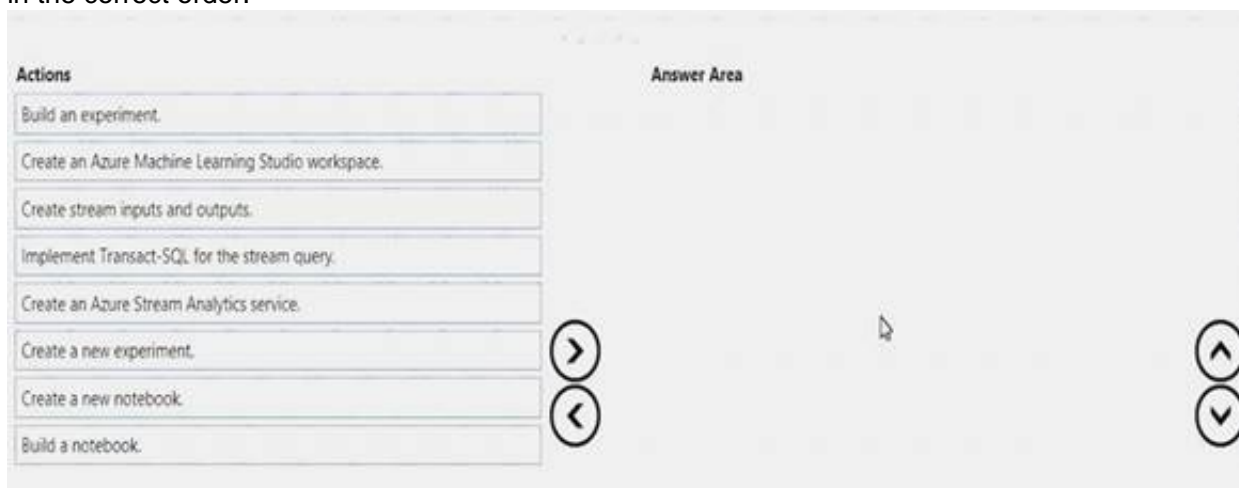 in the correct order.
Actions
Answer Area
Build an experiment.
Create an Azure Machine Learning Studio workspace.
Create stream inputs and outputs.
Implement Transact-SQL for the stream query.
Create an Azure Stream Analytics service.
Create a new experiment.
Create a new notebook.
Build a notebook.